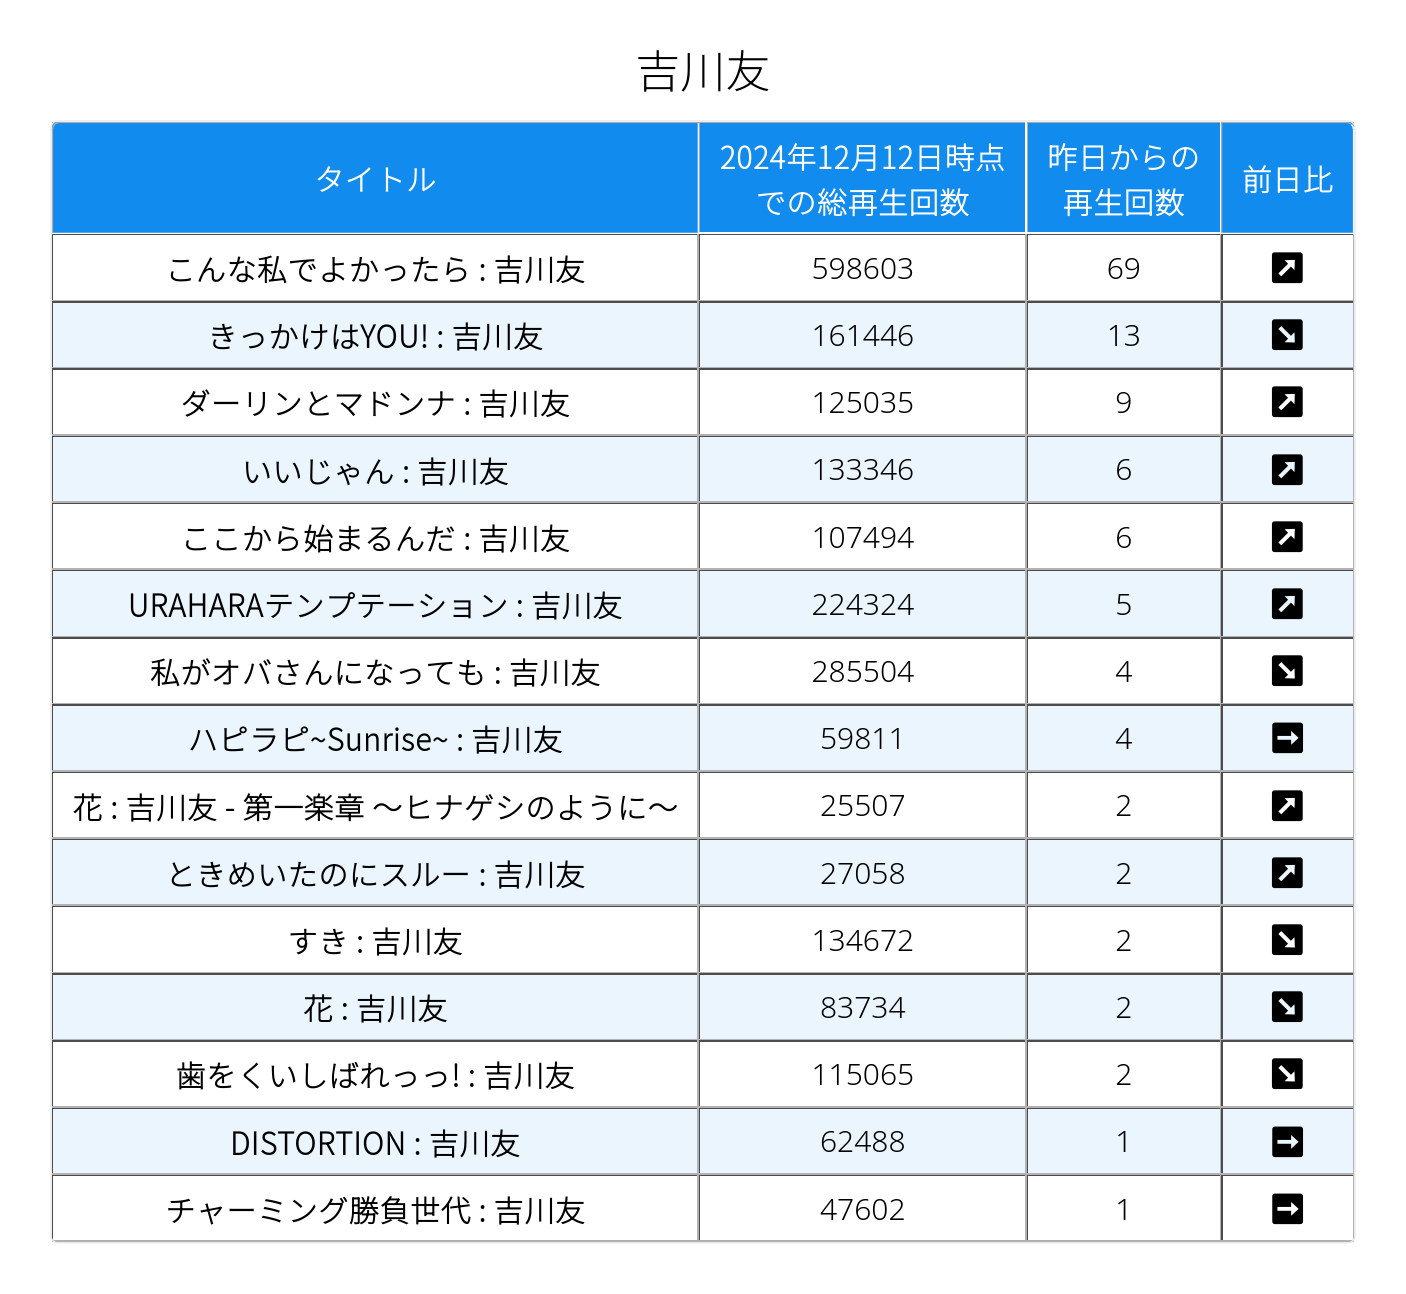 吉川友
タイトル 2024年12月12日時点での総再生回数 昨日からの再生回数 前日比
こんな私でよかったら : 吉川友 598603 69 ↗
きっかけはYOU! : 吉川友 161446 13 ↘
ダーリンとマドンナ : 吉川友 125035 9 ↗
いいじゃん : 吉川友 133346 6 ↗
ここから始まるんだ : 吉川友 107494 6 ↗
URAHARAテンプテーション : 吉川友 224324 5 ↗
私がオバさんになっても : 吉川友 285504 4 ↘
ハピラピ~Sunrise~ : 吉川友 59811 4 →
花 : 吉川友 - 第一楽章 〜ヒナゲシのように〜 25507 2 ↗
ときめいたのにスルー : 吉川友 27058 2 ↗
すき : 吉川友 134672 2 ↘
花 : 吉川友 83734 2 ↘
歯をくいしばれっっ! : 吉川友 115065 2 ↘
DISTORTION : 吉川友 62488 1 →
チャーミング勝負世代 : 吉川友 47602 1 →